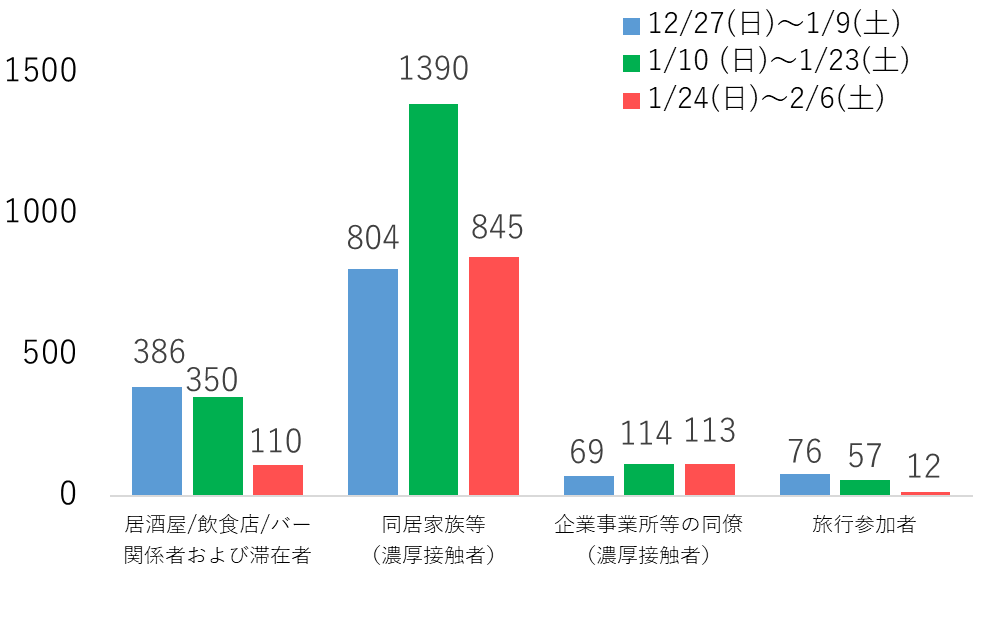 12/27(日)～1/9(土)
1/10 (日)～1/23(土)
1/24(日)～2/6(土)
1500
1000
500
0
386
350
110
804
1390
845
69
114
113
76
57
12
居酒屋/飲食店/バー
関係者および滞在者
同居家族等
（濃厚接触者）
企業事業所等の同僚
（濃厚接触者）
旅行参加者